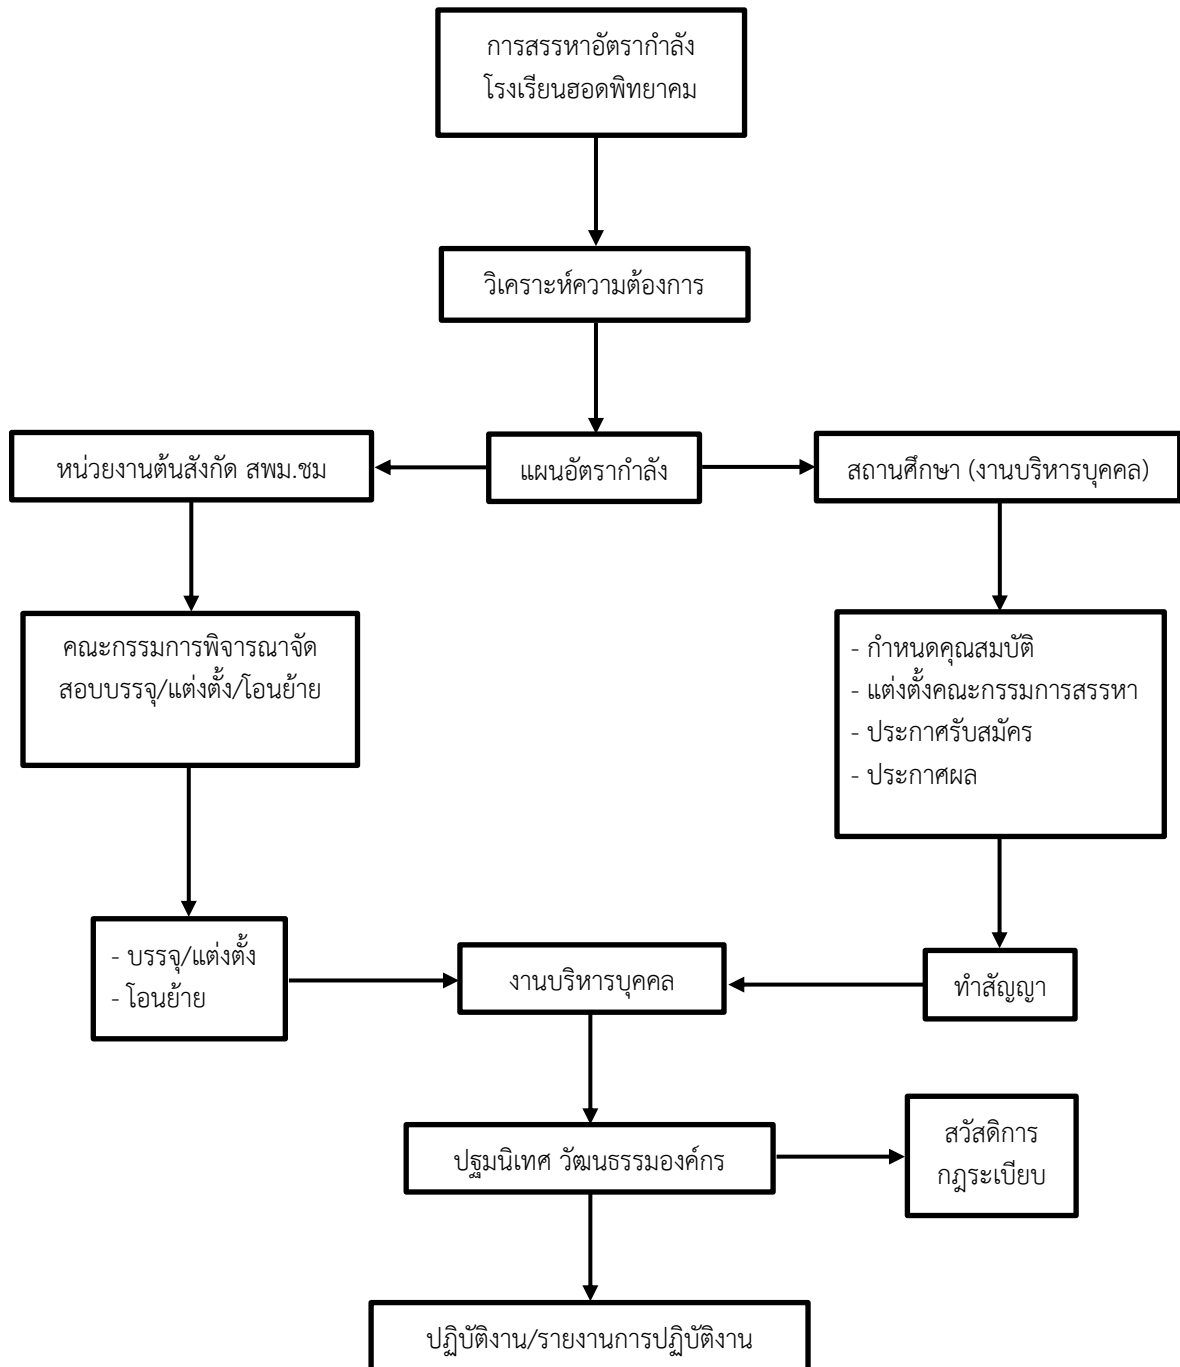 การสรรหาอัตรากำลัง
โรงเรียนฮอดพิทยาคม
วิเคราะห์ความต้องการ
หน่วยงานต้นสังกัด สพม.ชม
แผนอัตรากำลัง
สถานศึกษา (งานบริหารบุคคล)
คณะกรรมการพิจารณาจัด
สอบบรรจุ/แต่งตั้ง/โอนย้าย
- กำหนดคุณสมบัติ
- แต่งตั้งคณะกรรมการสรรหา
- ประกาศรับสมัคร
- ประกาศผล
- บรรจุ/แต่งตั้ง
- โอนย้าย
งานบริหารบุคคล
ทำสัญญา
ปฐมนิเทศ วัฒนธรรมองค์กร
สวัสดิการ
กฎระเบียบ
ปฏิบัติงาน/รายงานการปฏิบัติงาน